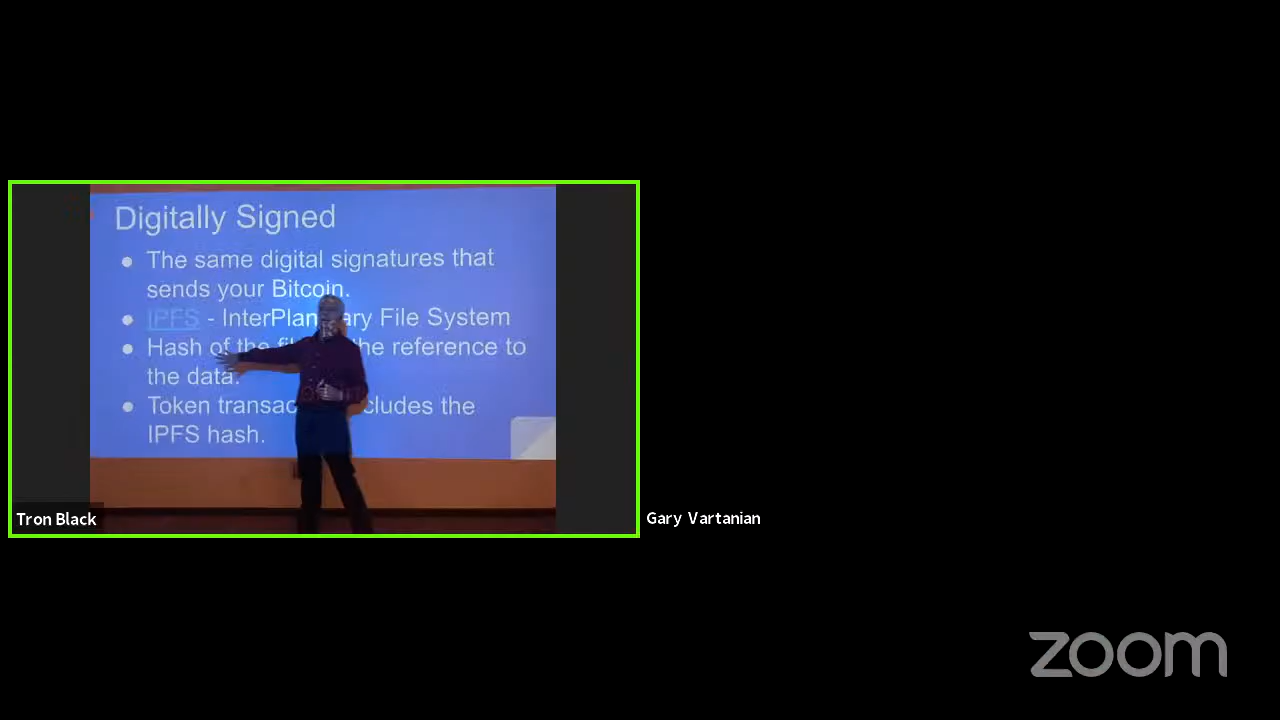 Digitally Signed
● The same digital signatures that
sends your Bitcoin.
● IPFS - InterPlan ary File System
● Hash of the fi the reference to
the data.
● Token transac cludes the
IPFS hash.
Tron Black
Gary Vartanian
zoom